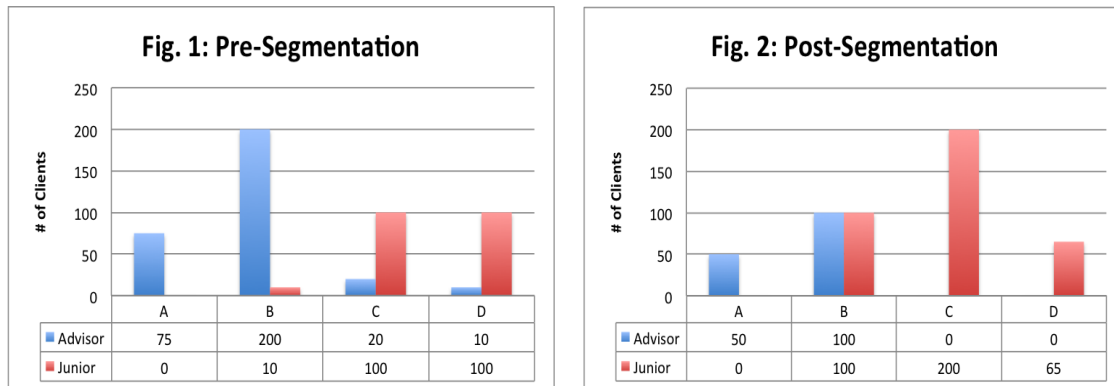 Fig. 1: Pre-Segmentation
# of Clients
250
200
150
100
50
0
A B C D
Advisor 75 200 20 10
Junior 0 10 100 100
Fig. 2: Post-Segmentation
# of Clients
250
200
150
100
50
0
A B C D
Advisor 50 100 0 0
Junior 0 100 200 65